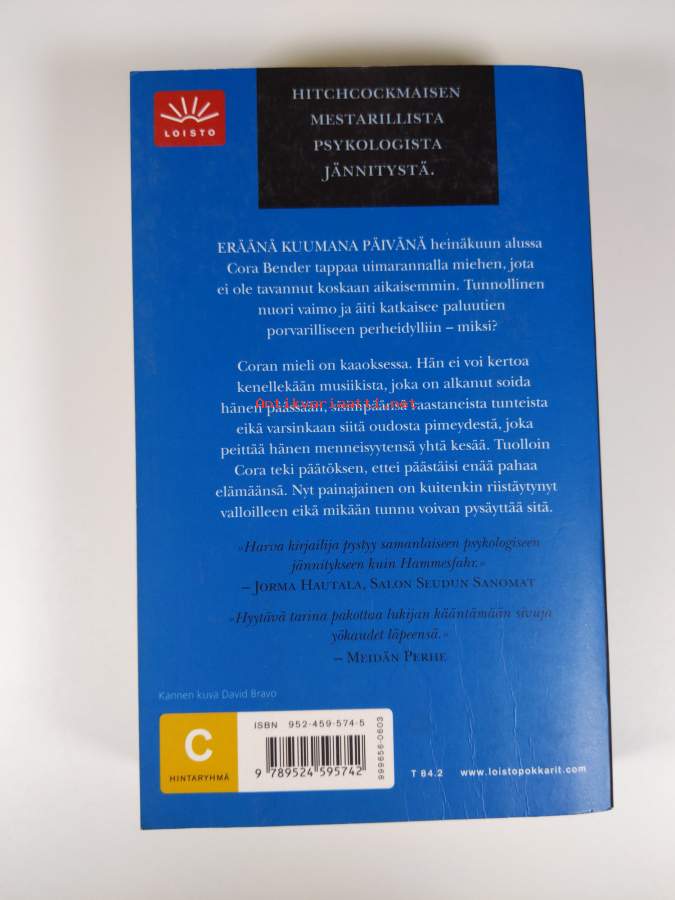 LOISTO
HITCHCOCKMAISEN
MESTARILLISTA
PSYKOLOGISTA
JÄNNITYSTÄ.
ERÄÄNÄ KUUMANA PÄIVÄNÄ heinäkuun alussa
Cora Bender tappaa uimarannalla miehen, jota
ei ole tavannut koskaan aikaisemmin. Tunnollinen
nuori vaimo ja äiti katkaisee paluutien
porvarilliseen perheidylliin – miksi?
Coran mieli on kaaoksessa. Hän ei voi kertoa
kenellekään musiikista, joka on alkanut soida
hänen päässään, sisimpäänsä raastaneista tunteista
Antikvariaatti.net
eikä varsinkaan siitä oudosta pimeydestä, joka
peittää hänen menneisyytensä yhtä kesää. Tuolloin
Cora teki päätöksen, ettei päästäisi enää pahaa
elämäänsä. Nyt painajainen on kuitenkin riistäytynyt
valloilleen eikä mikään tunnu voivan pysäyttää sitä.
»Harva kirjailija pystyy samanlaiseen psykologiseen
jännitykseen kuin Hammesfahr.»
– JORMA HAUTALA, SALON SEUDUN SANOMAT
»Hyytävä tarina pakottaa lukijan kääntämään sivuja
yökaudet läpeensä.»
– MEIDÄN PERHE
Kannen kuva David Bravo
C
HINTARYHMÄ
ISBN 952-459-574-5
9 789524 595742
999656-0603
T 84.2 www.loistopokkarit.com